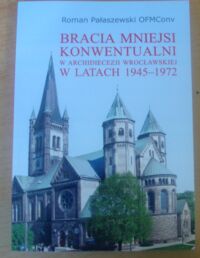 Roman Pałaszewski OFMConv
BRACIA MNIEJSI
KONWENTUALNI
W ARCHIDIECEZJI WROCŁAWSKIEJ
W LATACH 1945–1972